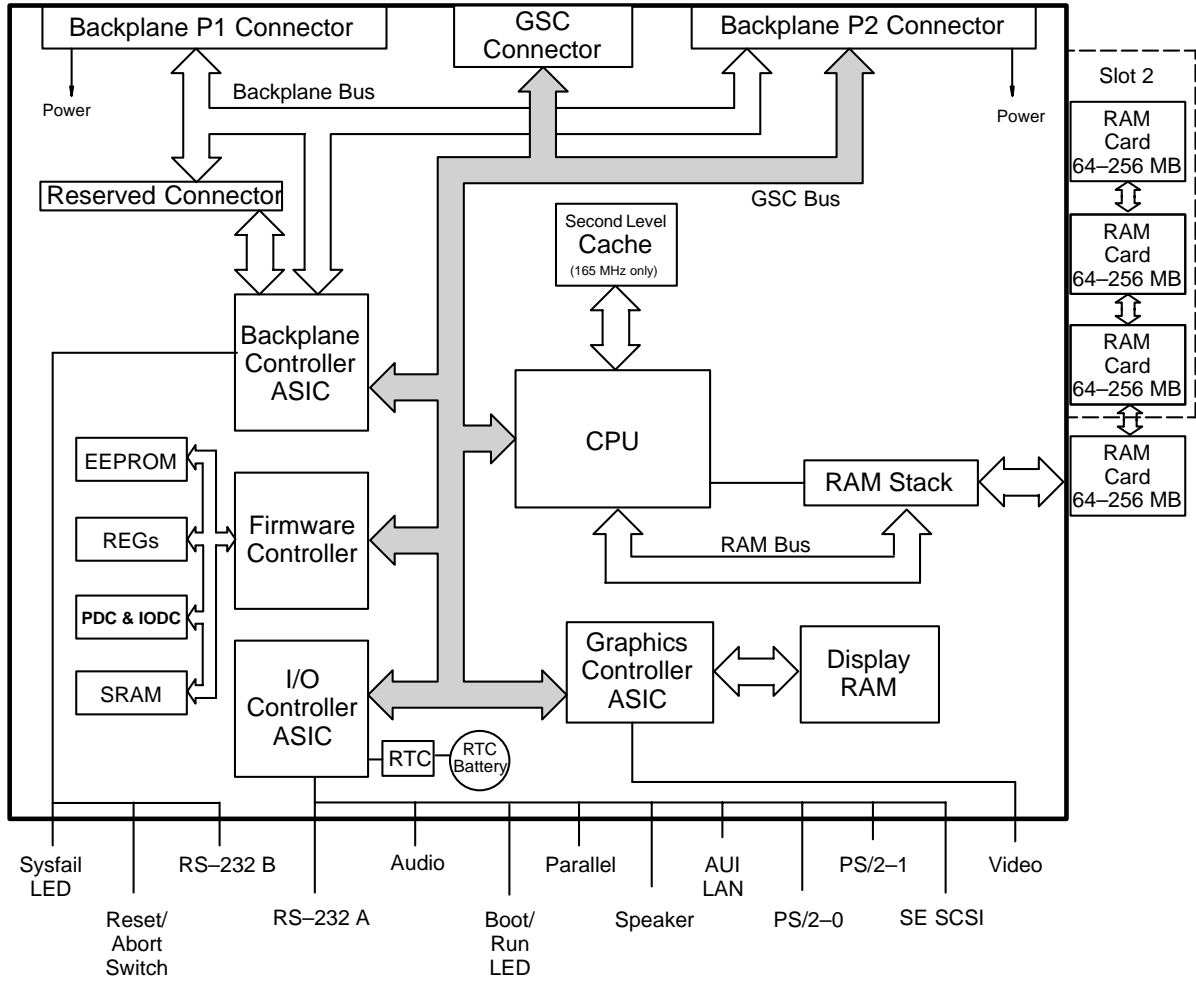 Backplane P1 Connector
GSC
Connector
Backplane P2 Connector
Slot 2
Backplane Bus
Power
Power
RAM
Card
64–256 MB
Reserved Connector
GSC Bus
Second Level
Cache
(165 MHz only)
RAM
Card
64–256 MB
Backplane
Controller
ASIC
RAM
Card
64–256 MB
CPU
EEPROM
RAM Stack
RAM
Card
64–256 MB
REGs
Firmware
Controller
RAM Bus
PDC & IODC
SRAM
I/O
Controller
ASIC
Graphics
Controller
ASIC
Display
RAM
RTC
RTC
Battery
Sysfail
LED
RS–232 B
Audio
Parallel
AUI
LAN
PS/2–1
Video
Reset/
Abort
Switch
RS–232 A
Boot/
Run
LED
Speaker
PS/2–0
SE SCSI